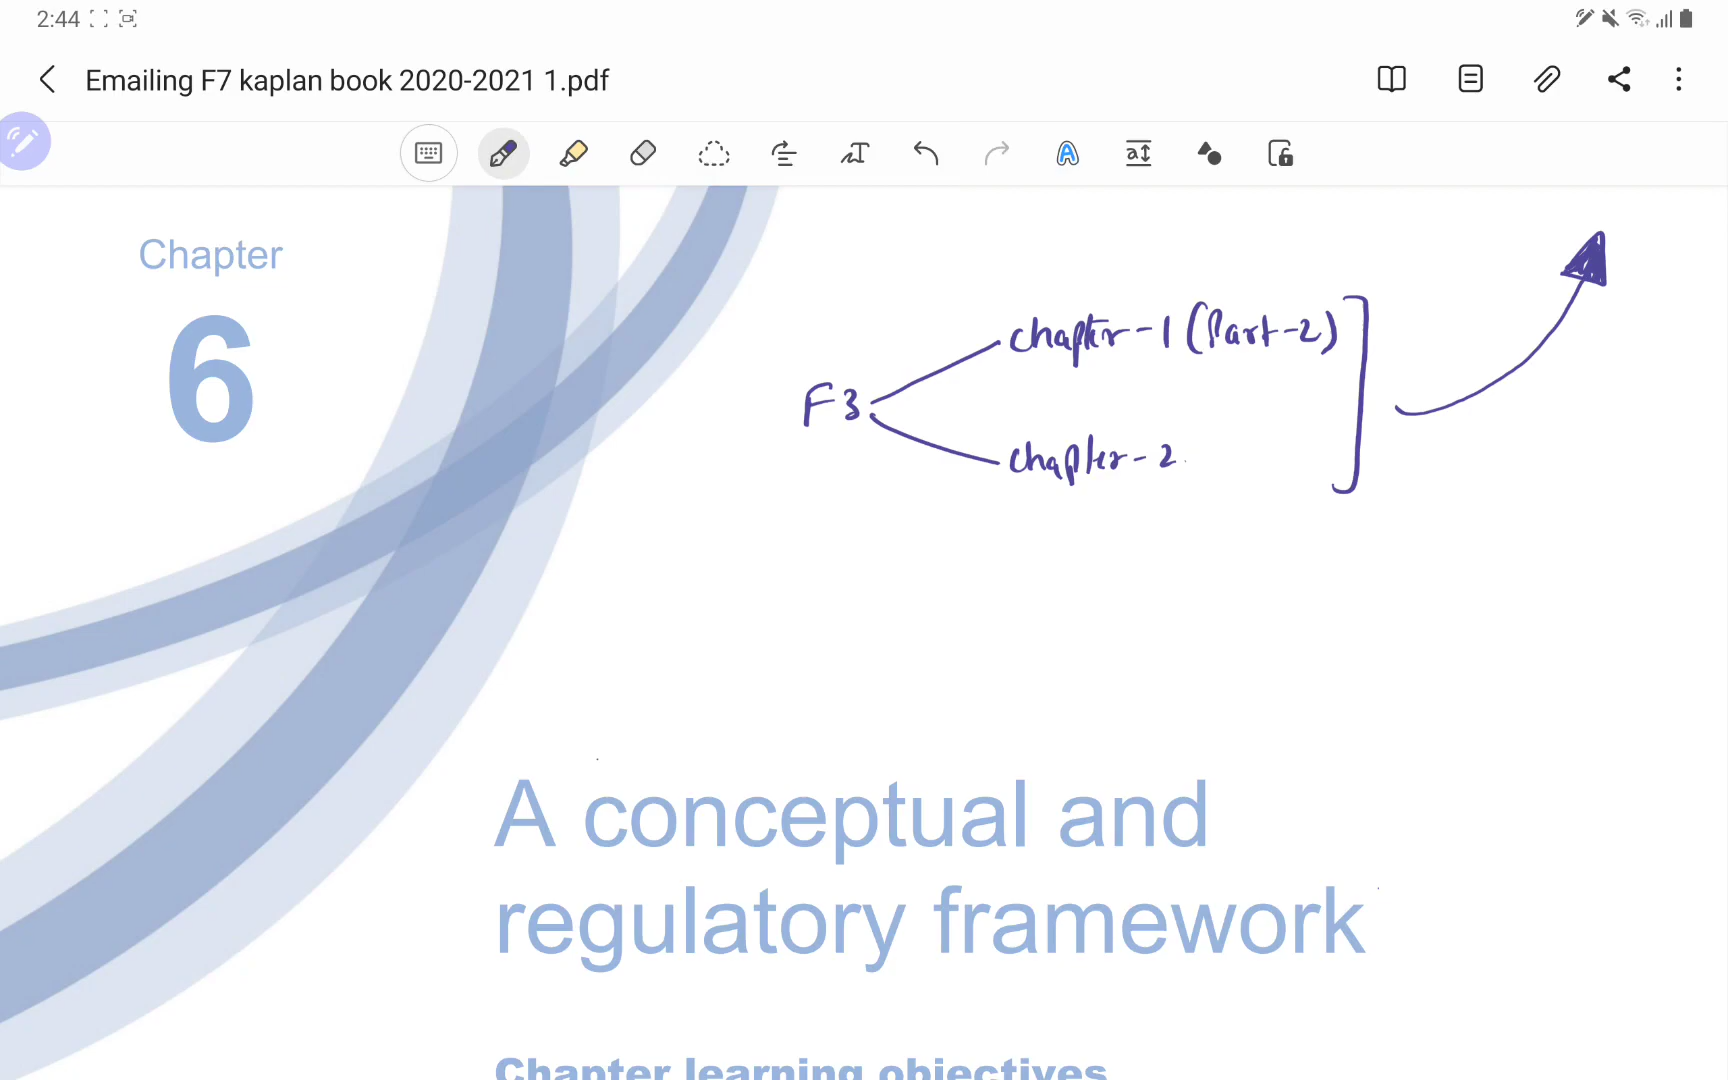 2:44
Emailing F7 kaplan book 2020-2021 1.pdf
Chapter
6
chapter-1 (Part-2)
F3
chapter-2
A conceptual and
regulatory framework
Chapter learning objectives